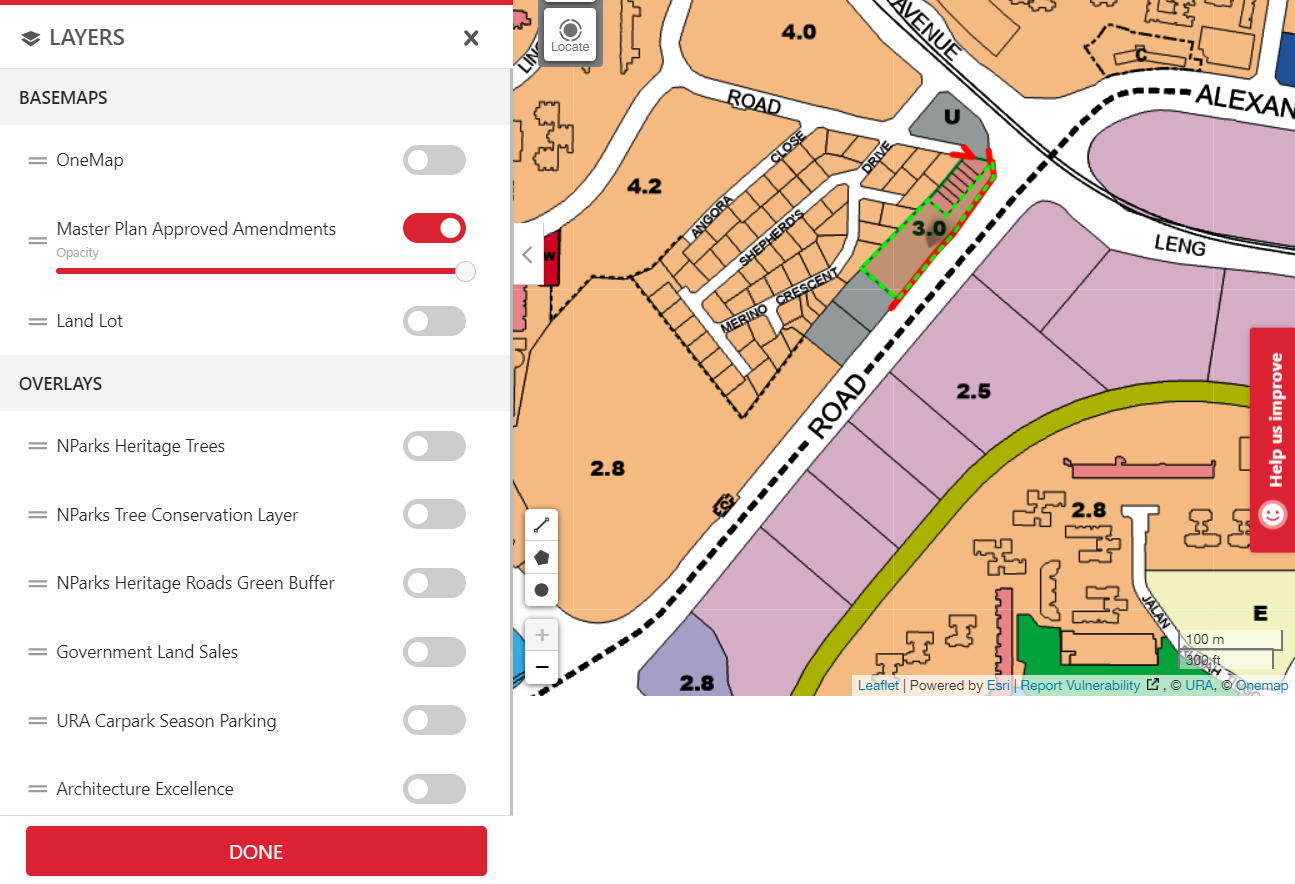 LAYERS
BASEMAPS
OneMap
Master Plan Approved Amendments
Opacity
Land Lot
OVERLAYS
NParks Heritage Trees
NParks Tree Conservation Layer
NParks Heritage Roads Green Buffer
Government Land Sales
URA Carpark Season Parking
Architecture Excellence
DONE
Locate
LING
4.0
AVENUE
C
ROAD
U
ALEXAN
CLOSE
DRIVE
4.2
ANGORA
SHEPHERD'S
3.0
LENG
W
MERINO CRESCENT
ROAD
2.5
Help us improve
2.8
2.8
JALAN
E
2.8
100 m
300 ft
Leaflet | Powered by Esri | Report Vulnerability , © URA, © Onemap